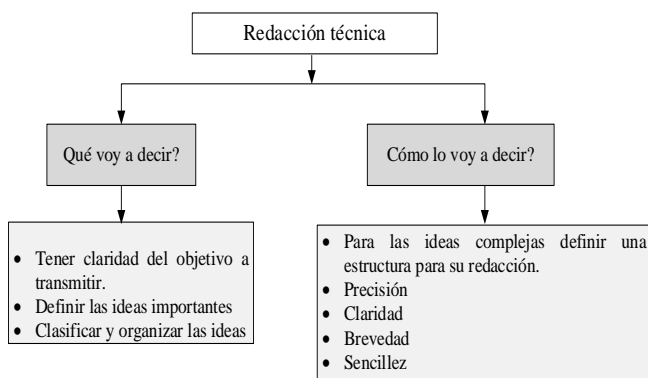 Redacción técnica
Qué voy a decir?
Cómo lo voy a decir?
• Tener claridad del objetivo a
transmitir.
• Definir las ideas importantes
• Clasificar y organizar las ideas
• Para las ideas complejas definir una
estructura para su redacción.
• Precisión
• Claridad
• Brevedad
• Sencillez